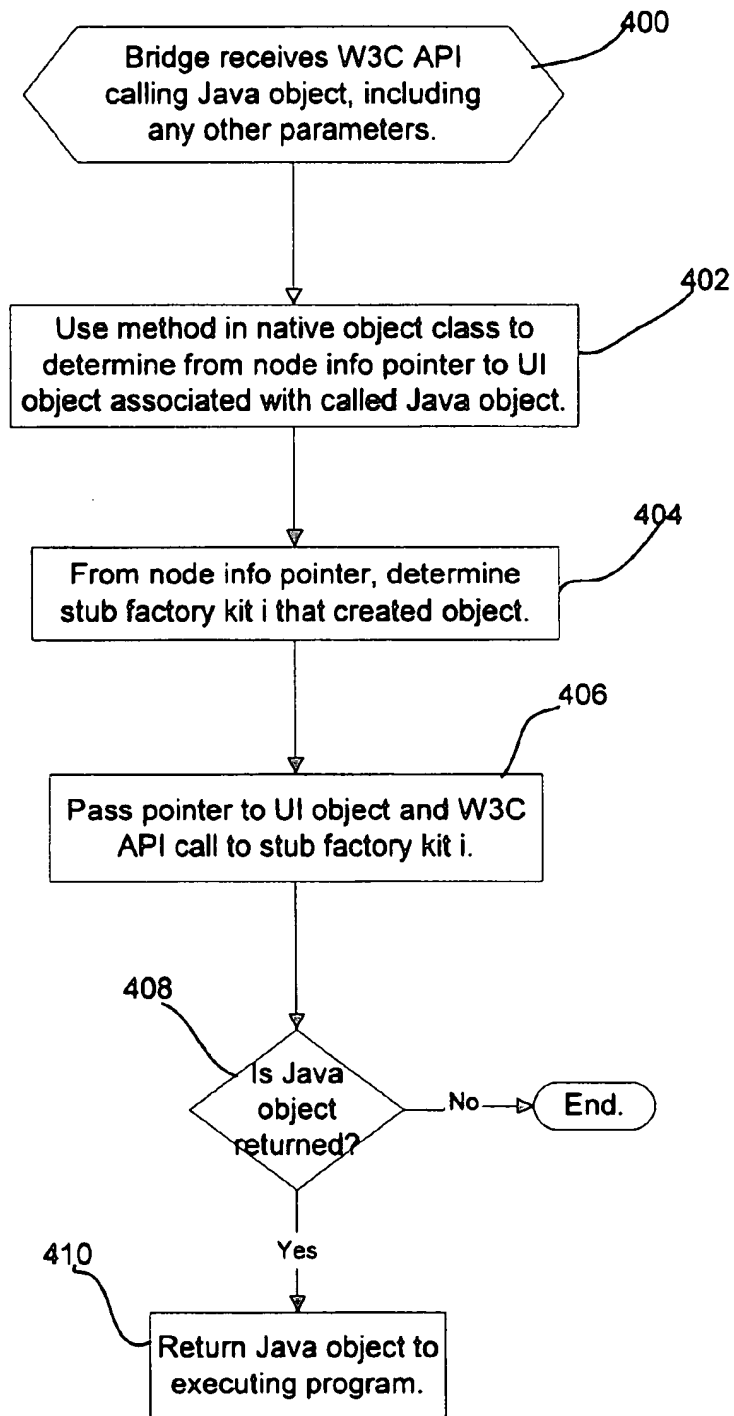 400
Bridge receives W3C API
calling Java object, including
any other parameters.
402
Use method in native object class to
determine from node info pointer to UI
object associated with called Java object.
404
From node info pointer, determine
stub factory kit i that created object.
406
Pass pointer to UI object and W3C
API call to stub factory kit i.
408
Is Java
object
returned?
No
End.
Yes
410
Return Java object to
executing program.